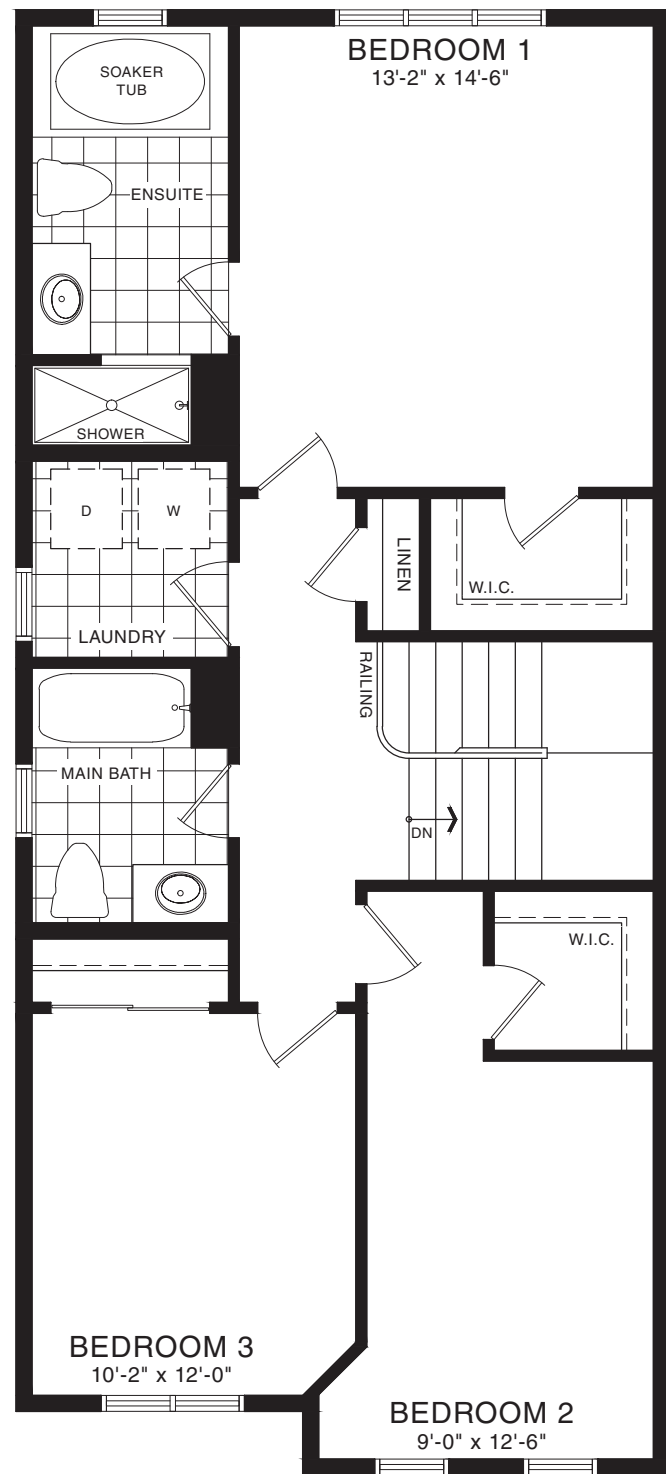 BEDROOM 1
13'-2" x 14'-6"
SOAKER
TUB
ENSUITE
SHOWER
D
W
LAUNDRY
LINEN
W.I.C.
RAILING
MAIN BATH
DN
W.I.C.
BEDROOM 3
10'-2" x 12'-0"
BEDROOM 2
9'-0" x 12'-6"